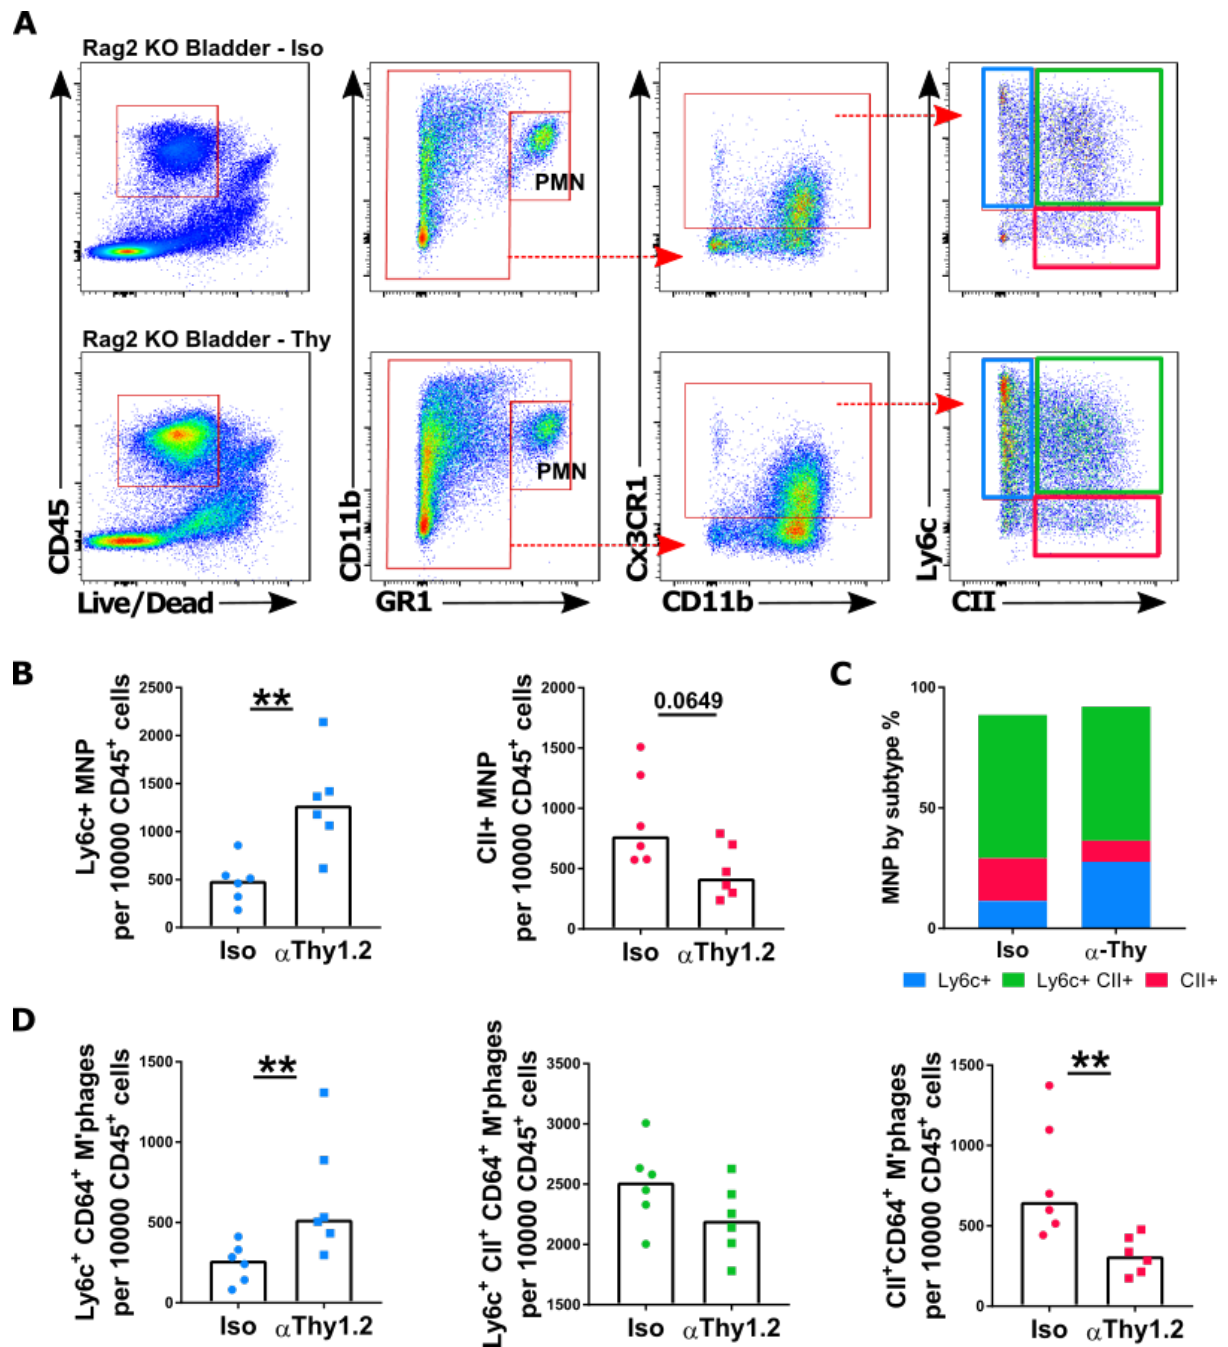 A
Rag2 KO Bladder - Iso
PMN
Rag2 KO Bladder - Thy
PMN
CD45
CD11b
Cx3CR1
Ly6c
Live/Dead
GR1
CD11b
CII
B
Ly6c+ MNP
per 10000 CD45+ cells
2500
2000
1500
1000
500
0
**
Iso αThy1.2
CII+ MNP
per 10000 CD45+ cells
2000
1500
1000
500
0
0.0649
Iso αThy1.2
C
MNP by subtype %
100
50
0
Iso α-Thy
Ly6c+ Ly6c+ CII+ CII+
D
Ly6c+ CD64+ M'phages
per 10000 CD45+ cells
1500
1000
500
0
**
Iso αThy1.2
Ly6c+ CII+ CD64+ M'phages
per 10000 CD45+ cells
3500
3000
2500
2000
1500
Iso αThy1.2
CII+CD64+ M'phages
per 10000 CD45+ cells
1500
1000
500
0
**
Iso αThy1.2